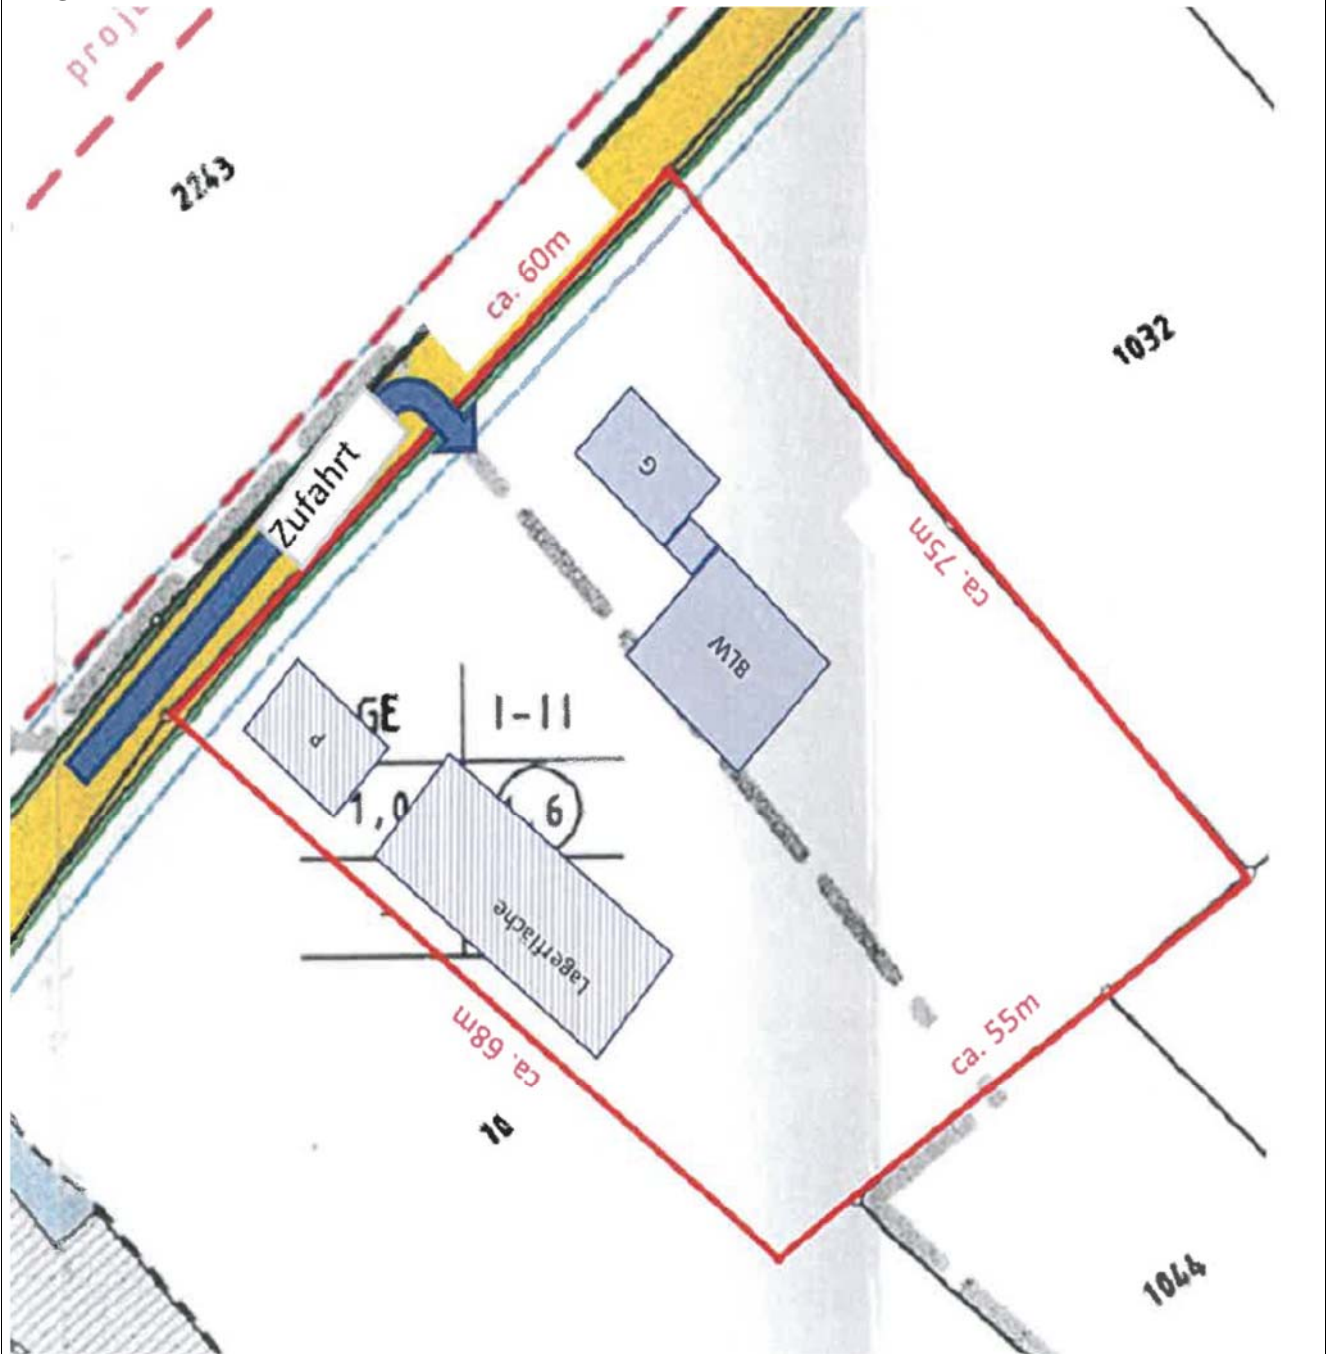 proj
2243
ca. 60m
1032
Zufahrt
G
ca. 75m
BLW
GE
I-II
P
1,0
,6
Lagerfläche
ca. 68m
ca. 55m
1044